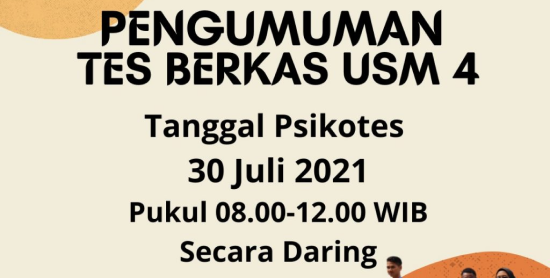 PENGUMUMAN
TES BERKAS USM 4
Tanggal Psikotes
30 Juli 2021
Pukul 08.00-12.00 WIB
Secara Daring